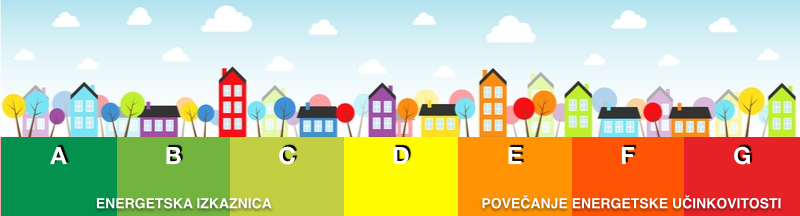 A B C D E F G
ENERGETSKA IZKAZNICA POVEČANJE ENERGETSKE UČINKOVITOSTI